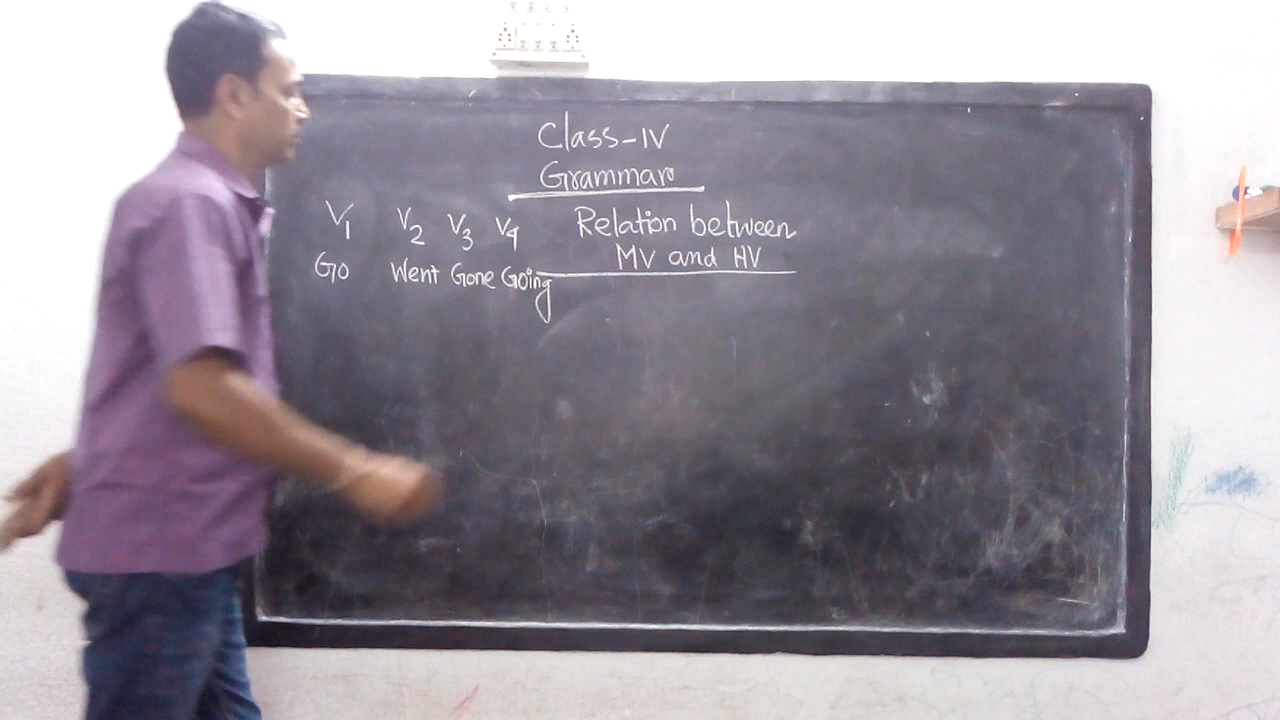 Class-IV
Grammar
V1 V2 V3 V4
Relation between
MV and HV
Go Went Gone Going